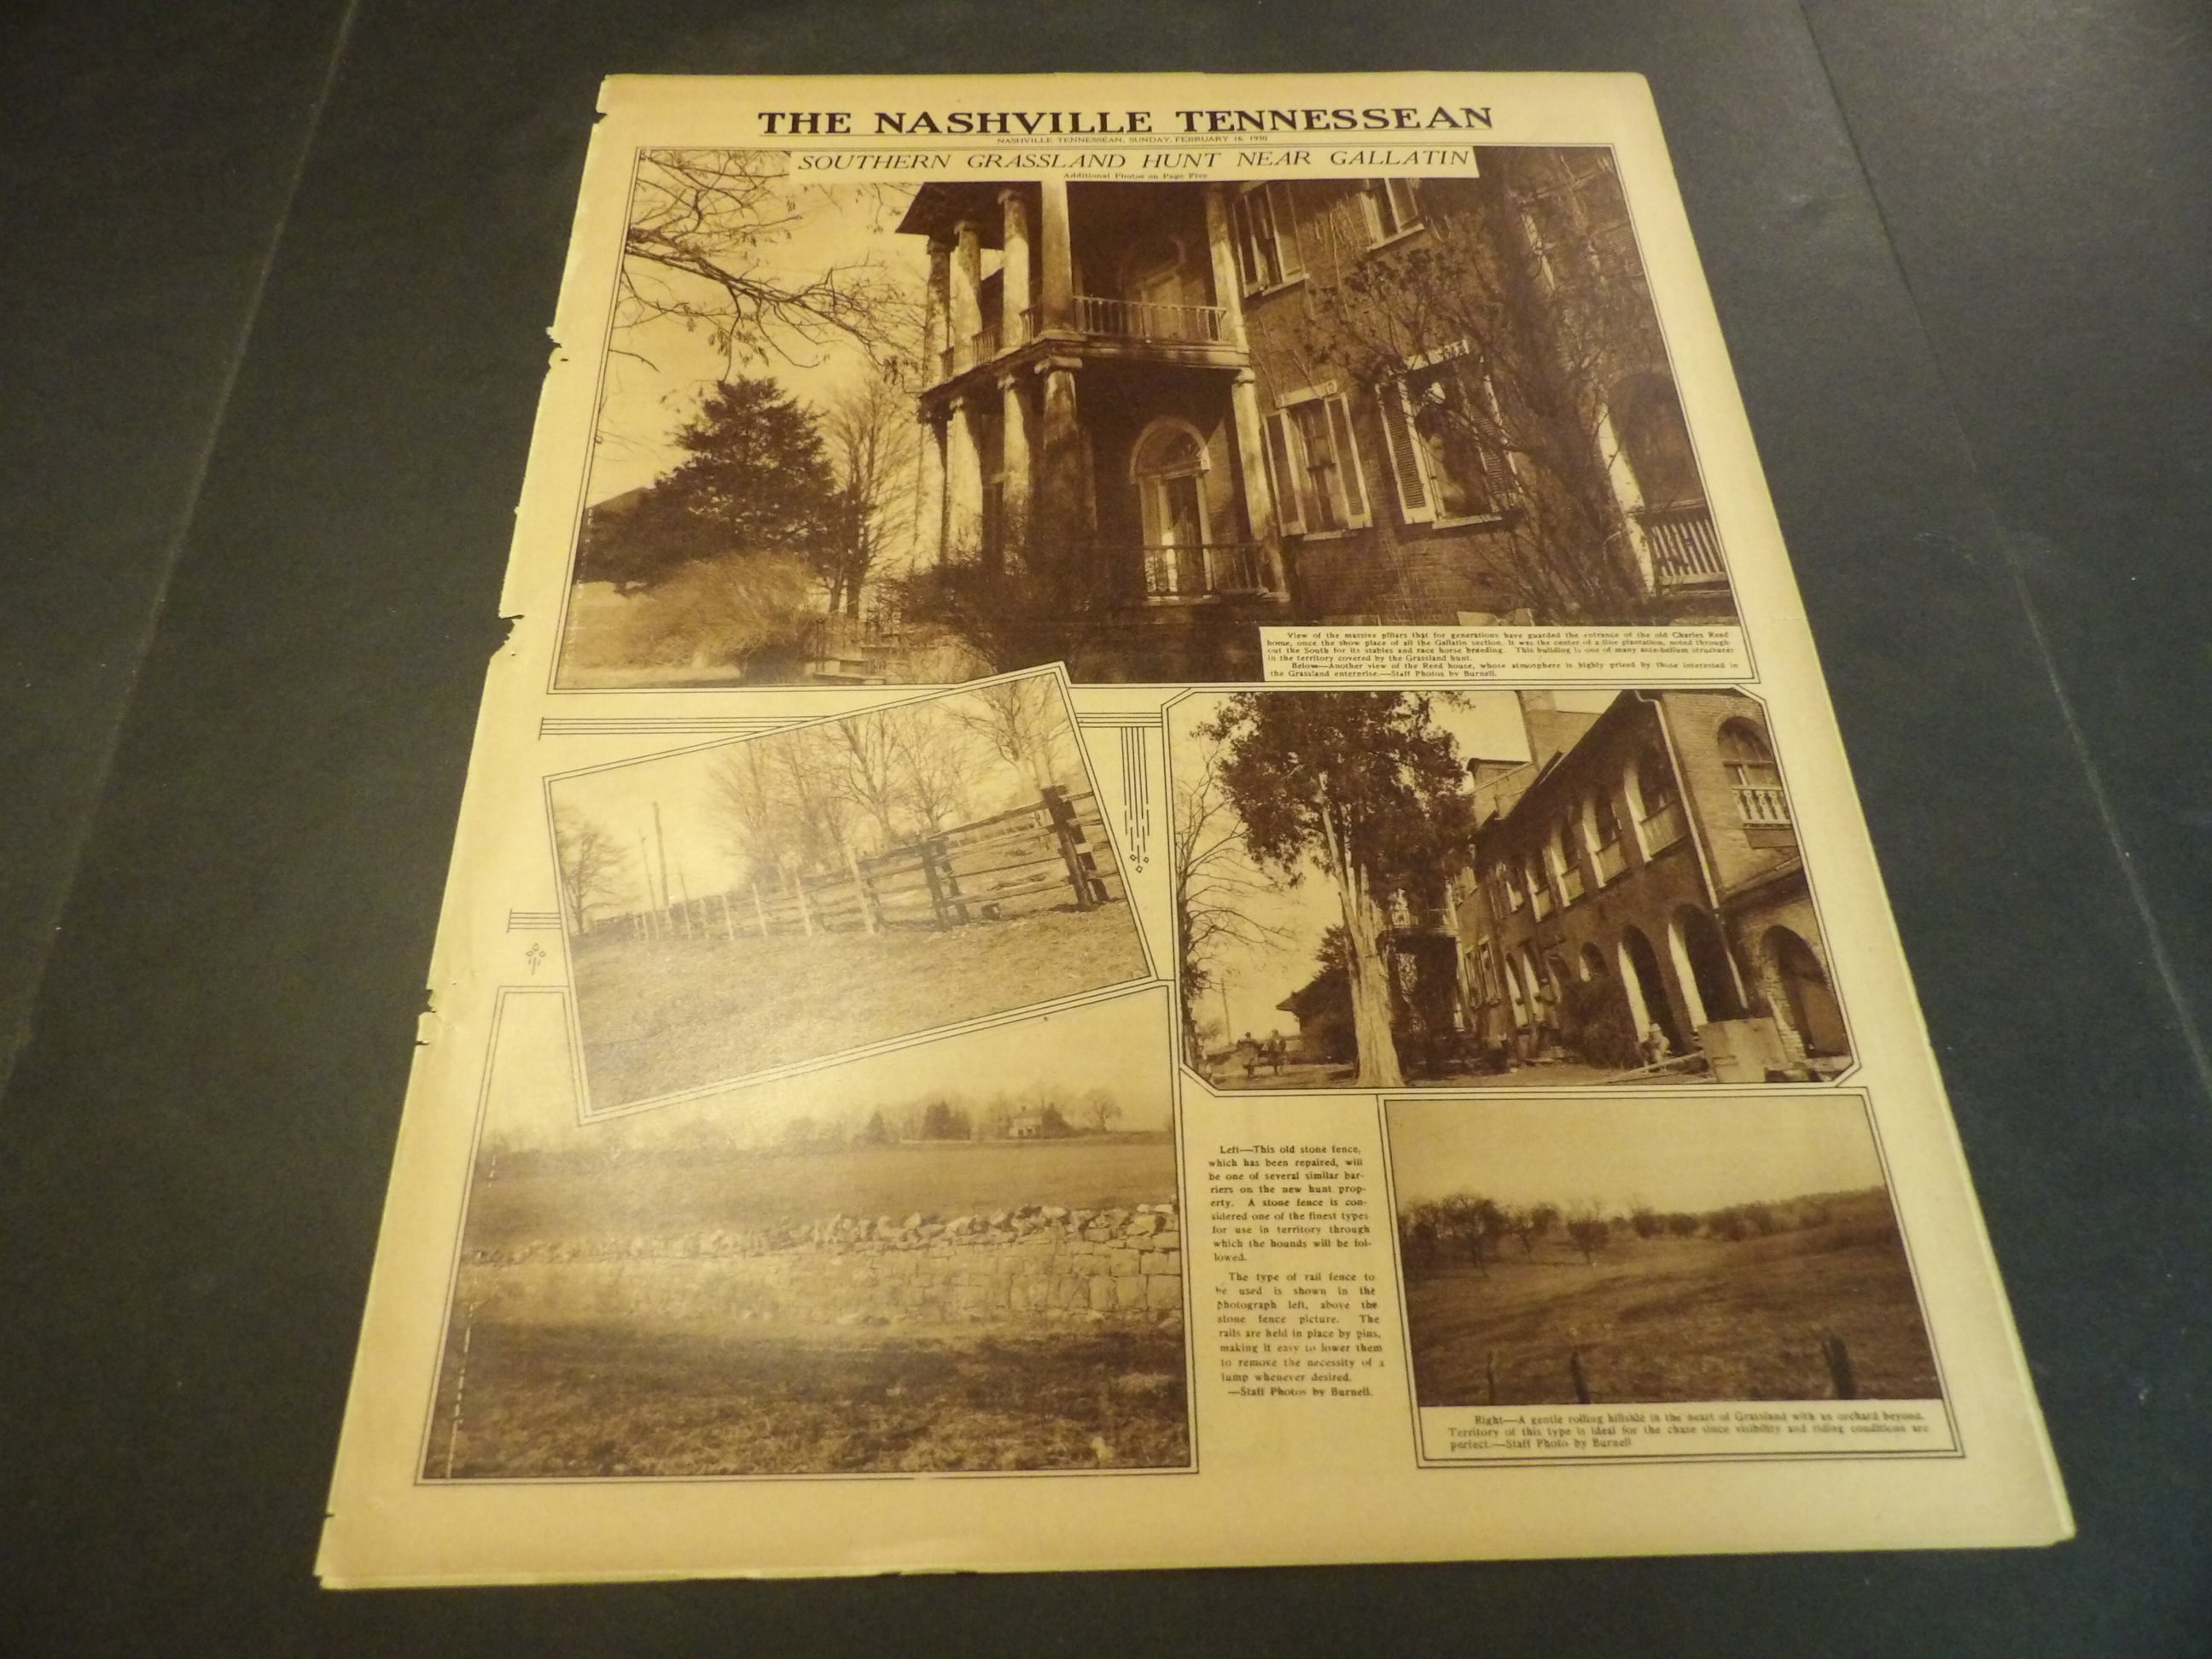 THE NASHVILLE TENNESSEAN
NASHVILLE TENNESSEAN, SUNDAY, FEBRUARY 16, 1930
SOUTHERN GRASSLAND HUNT NEAR GALLATIN
Additional Photos on Page Five
View of the massive pillars that for generations have guarded the entrance of the old Charles Reed
home, once the show place of all the Gallatin section. It was the center of a fine plantation, noted through-
out the South for its stables and race horse breeding. This building is one of many ante-bellum structures
in the territory covered by the Grassland hunt.
Below—Another view of the Reed house, whose atmosphere is highly prized by those interested in
the Grassland enterprise.—Staff Photos by Burnell.
Left—This old stone fence,
which has been repaired, will
be one of several similar bar-
riers on the new hunt prop-
erty. A stone fence is con-
sidered one of the finest types
for use in territory through
which the hounds will be fol-
lowed.
The type of rail fence to
be used is shown in the
photograph left, above the
stone fence picture. The
rails are held in place by pins,
making it easy to lower them
to remove the necessity of a
jump whenever desired.
—Staff Photos by Burnell.
Right—A gentle rolling hillside in the heart of Grassland with an orchard beyond.
Territory of this type is ideal for the chase since visibility and riding conditions are
perfect.—Staff Photo by Burnell